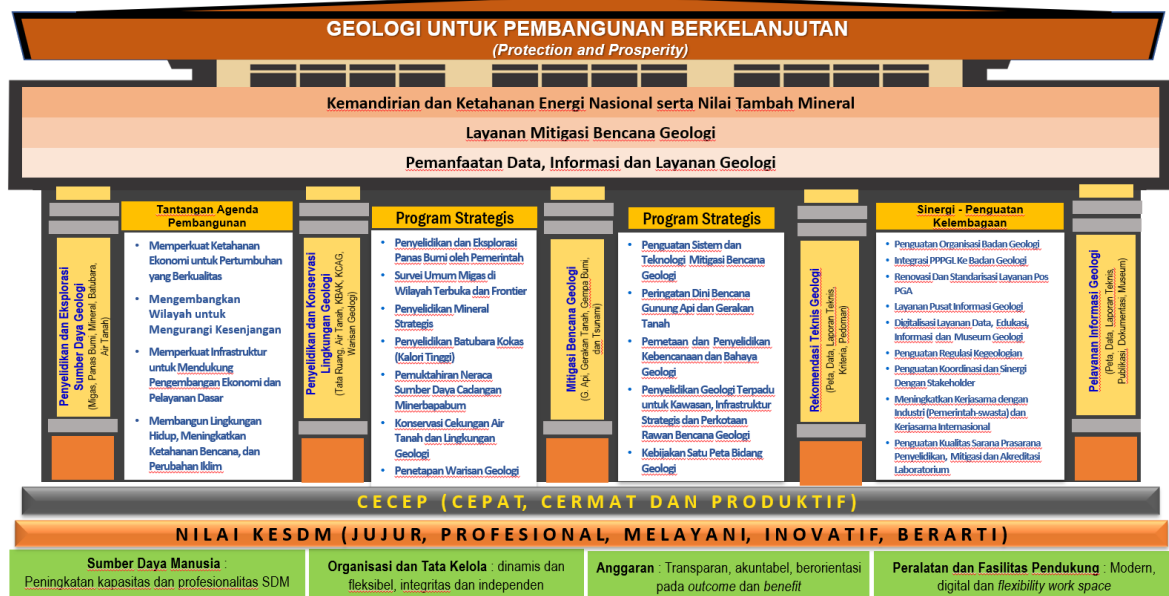 GEOLOGI UNTUK PEMBANGUNAN BERKELANJUTAN
(Protection and Prosperity)
Kemandirian dan Ketahanan Energi Nasional serta Nilai Tambah Mineral
Layanan Mitigasi Bencana Geologi
Pemanfaatan Data, Informasi dan Layanan Geologi
Penyelidikan dan Eksplorasi
Sumber Daya Geologi
(Migas, Panas Bumi, Mineral, Batubara,
Air Tanah)
Tantangan Agenda
Pembangunan
• Memperkuat Ketahanan
Ekonomi untuk Pertumbuhan
yang Berkualitas
• Mengembangkan
Wilayah untuk
Mengurangi Kesenjangan
• Memperkuat Infrastruktur
untuk Mendukung
Pengembangan Ekonomi dan
Pelayanan Dasar
• Membangun Lingkungan
Hidup, Meningkatkan
Ketahanan Bencana, dan
Perubahan Iklim
Penyelidikan dan Konservasi
Lingkungan Geologi
(Tata Ruang, Air Tanah, KBAK, KCAG,
Warisan Geologi)
Program Strategis
• Penyelidikan dan Eksplorasi
Panas Bumi oleh Pemerintah
• Survei Umum Migas di
Wilayah Terbuka dan Frontier
• Penyelidikan Mineral
Strategis
• Penyelidikan Batubara Kokas
(Kalori Tinggi)
• Pemuktahiran Neraca
Sumber Daya Cadangan
Minerbapabum
• Konservasi Cekungan Air
Tanah dan Lingkungan
Geologi
• Penetapan Warisan Geologi
Mitigasi Bencana Geologi
(G. Api, Gerakan Tanah, Gempa Bumi,
dan Tsunami)
Program Strategis
• Penguatan Sistem dan
Teknologi Mitigasi Bencana
Geologi
• Peringatan Dini Bencana
Gunung Api dan Gerakan
Tanah
• Pemetaan dan Penyelidikan
Kebencanaan dan Bahaya
Geologi
• Penyelidikan Geologi Terpadu
untuk Kawasan, Infrastruktur
Strategis dan Perkotaan
Rawan Bencana Geologi
• Kebijakan Satu Peta Bidang
Geologi
Rekomendasi Teknis Geologi
(Peta, Data, Laporan Teknis,
Kriteria, Pedoman)
Sinergi - Penguatan
Kelembagaan
• Penguatan Organisasi Badan Geologi
• Integrasi PPPGL Ke Badan Geologi
• Renovasi Dan Standarisasi Layanan Pos
PGA
• Layanan Pusat Informasi Geologi
• Digitalisasi Layanan Data, Edukasi,
Informasi dan Museum Geologi
• Penguatan Regulasi Kegeologian
• Penguatan Koordinasi dan Sinergi
Dengan Stakeholder
• Meningkatkan Kerjasama dengan
Industri (Pemerintah-swasta) dan
Kerjasama Internasional
• Penguatan Kualitas Sarana Prasarana
Penyelidikan, Mitigasi dan Akreditasi
Laboratorium
Pelayanan Informasi Geologi
(Peta, Data, Laporan Teknis,
Publikasi, Dokumentasi, Museum)
CECEP (CEPAT, CERMAT DAN PRODUKTIF)
NILAI KESDM (JUJUR, PROFESIONAL, MELAYANI, INOVATIF, BERARTI)
Sumber Daya Manusia :
Peningkatan kapasitas dan profesionalitas SDM
Organisasi dan Tata Kelola : dinamis dan
fleksibel, integritas dan independen
Anggaran : Transparan, akuntabel, berorientasi
pada outcome dan benefit
Peralatan dan Fasilitas Pendukung : Modern,
digital dan flexibility work space